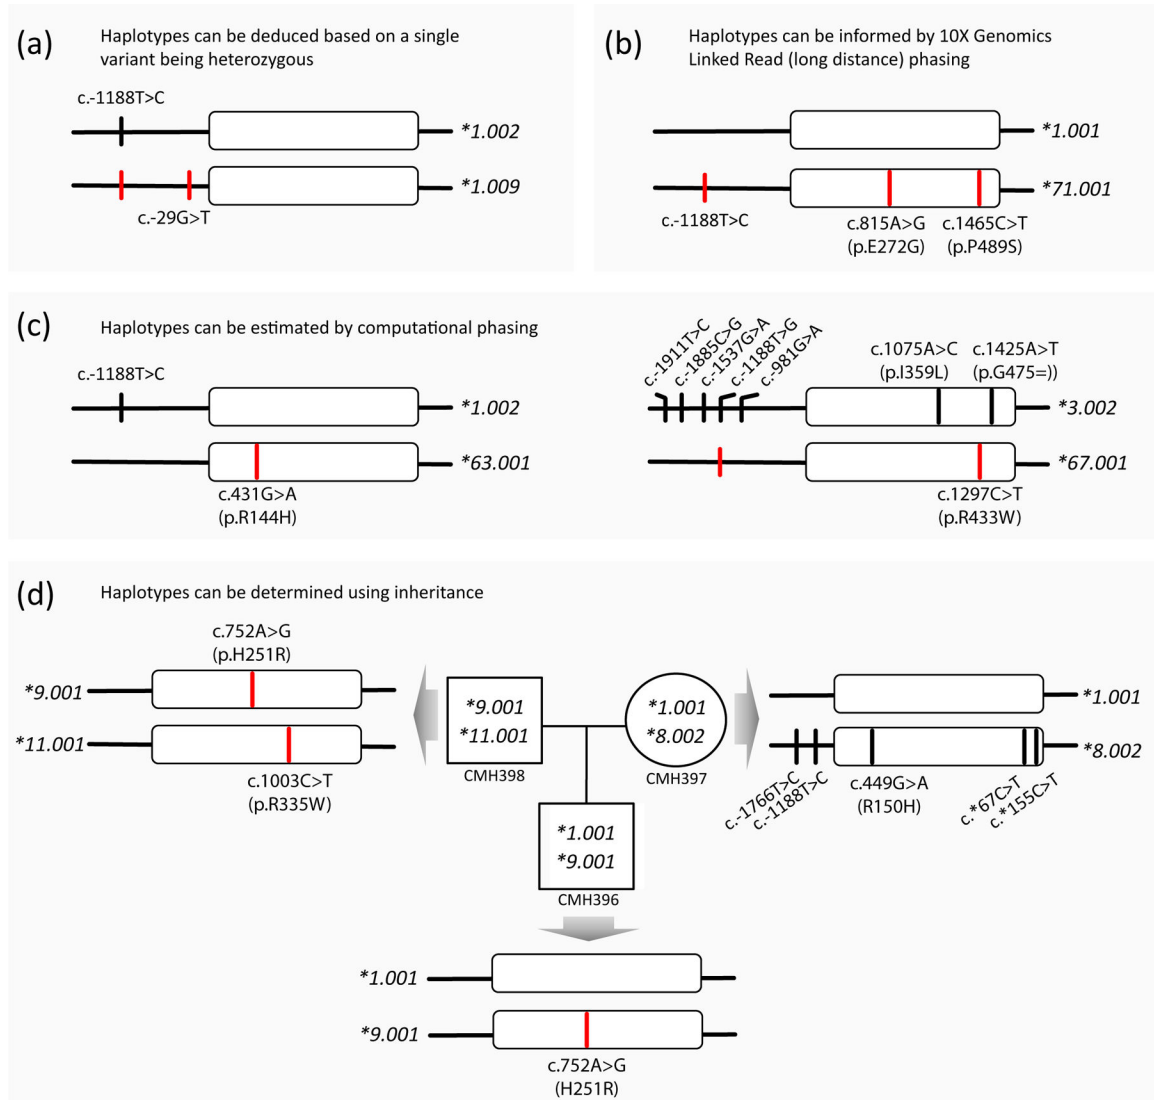 (a)
Haplotypes can be deduced based on a single
variant being heterozygous
c.-1188T>C
*1.002
*1.009
c.-29G>T
(b)
Haplotypes can be informed by 10X Genomics
Linked Read (long distance) phasing
*1.001
*71.001
c.-1188T>C
c.815A>G
(p.E272G)
c.1465C>T
(p.P489S)
(c)
Haplotypes can be estimated by computational phasing
c.-1188T>C
*1.002
*63.001
c.431G>A
(p.R144H)
c.-1911T>C
c.-1885C>G
c.-1537G>A
c.-1188T>G
c.-981G>A
c.1075A>C
(p.I359L)
c.1425A>T
(p.G475=))
*3.002
*67.001
c.1297C>T
(p.R433W)
(d)
Haplotypes can be determined using inheritance
c.752A>G
(p.H251R)
*9.001
*11.001
c.1003C>T
(p.R335W)
*9.001
*11.001
CMH398
*1.001
*8.002
CMH397
*1.001
*8.002
c.-1766T>C
c.-1188T>C
c.449G>A
(R150H)
c.*67C>T
c.*155C>T
*1.001
*9.001
CMH396
*1.001
*9.001
c.752A>G
(H251R)